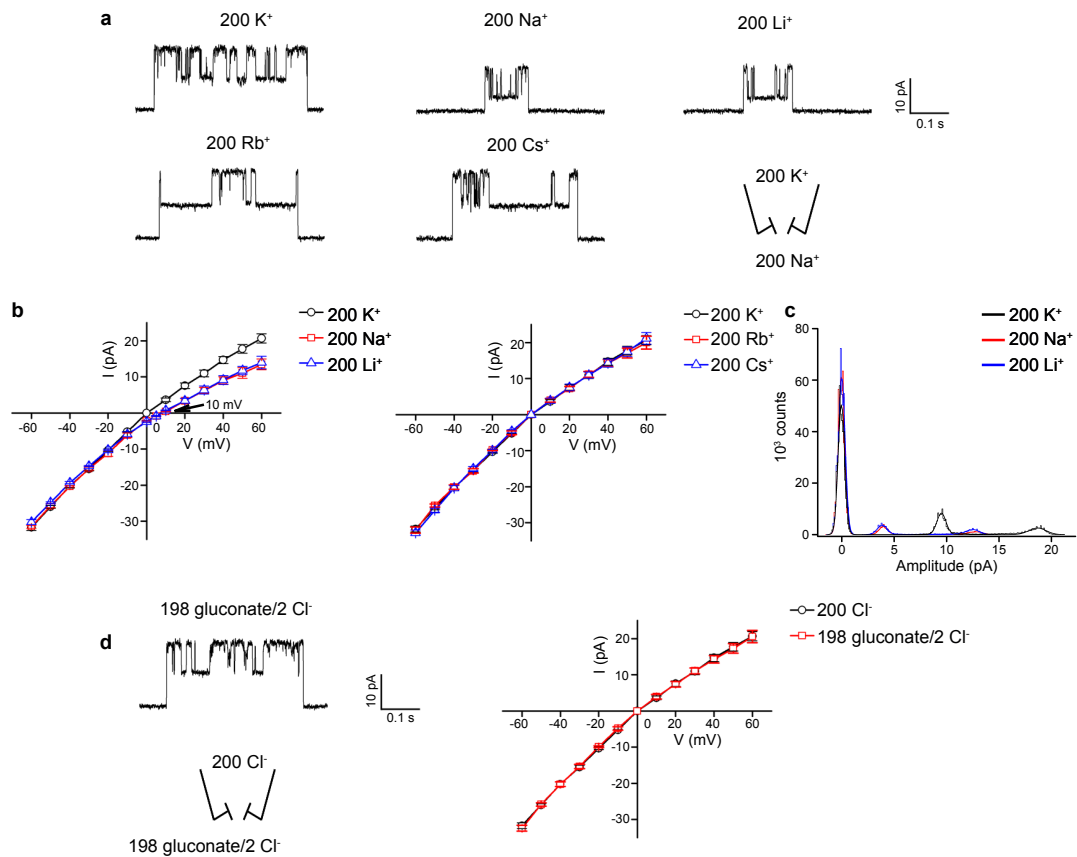 a
200 K⁺
200 Na⁺
200 Li⁺
10 pA
0.1 s
200 Rb⁺
200 Cs⁺
200 K⁺
200 Na⁺
b
200 K⁺
200 Na⁺
200 Li⁺
I (pA)
20
10
10 mV
-60 -40 -20 0 20 40 60
V (mV)
-10
-20
-30
200 K⁺
200 Rb⁺
200 Cs⁺
I (pA)
20
10
-60 -40 -20 0 20 40 60
V (mV)
-10
-20
-30
c
200 K⁺
200 Na⁺
200 Li⁺
10³ counts
80
60
40
20
0
0 5 10 15 20
Amplitude (pA)
d
198 gluconate/2 Cl⁻
10 pA
0.1 s
200 Cl⁻
198 gluconate/2 Cl⁻
200 Cl⁻
198 gluconate/2 Cl⁻
I (pA)
20
10
-60 -40 -20 0 20 40 60
V (mV)
-10
-20
-30